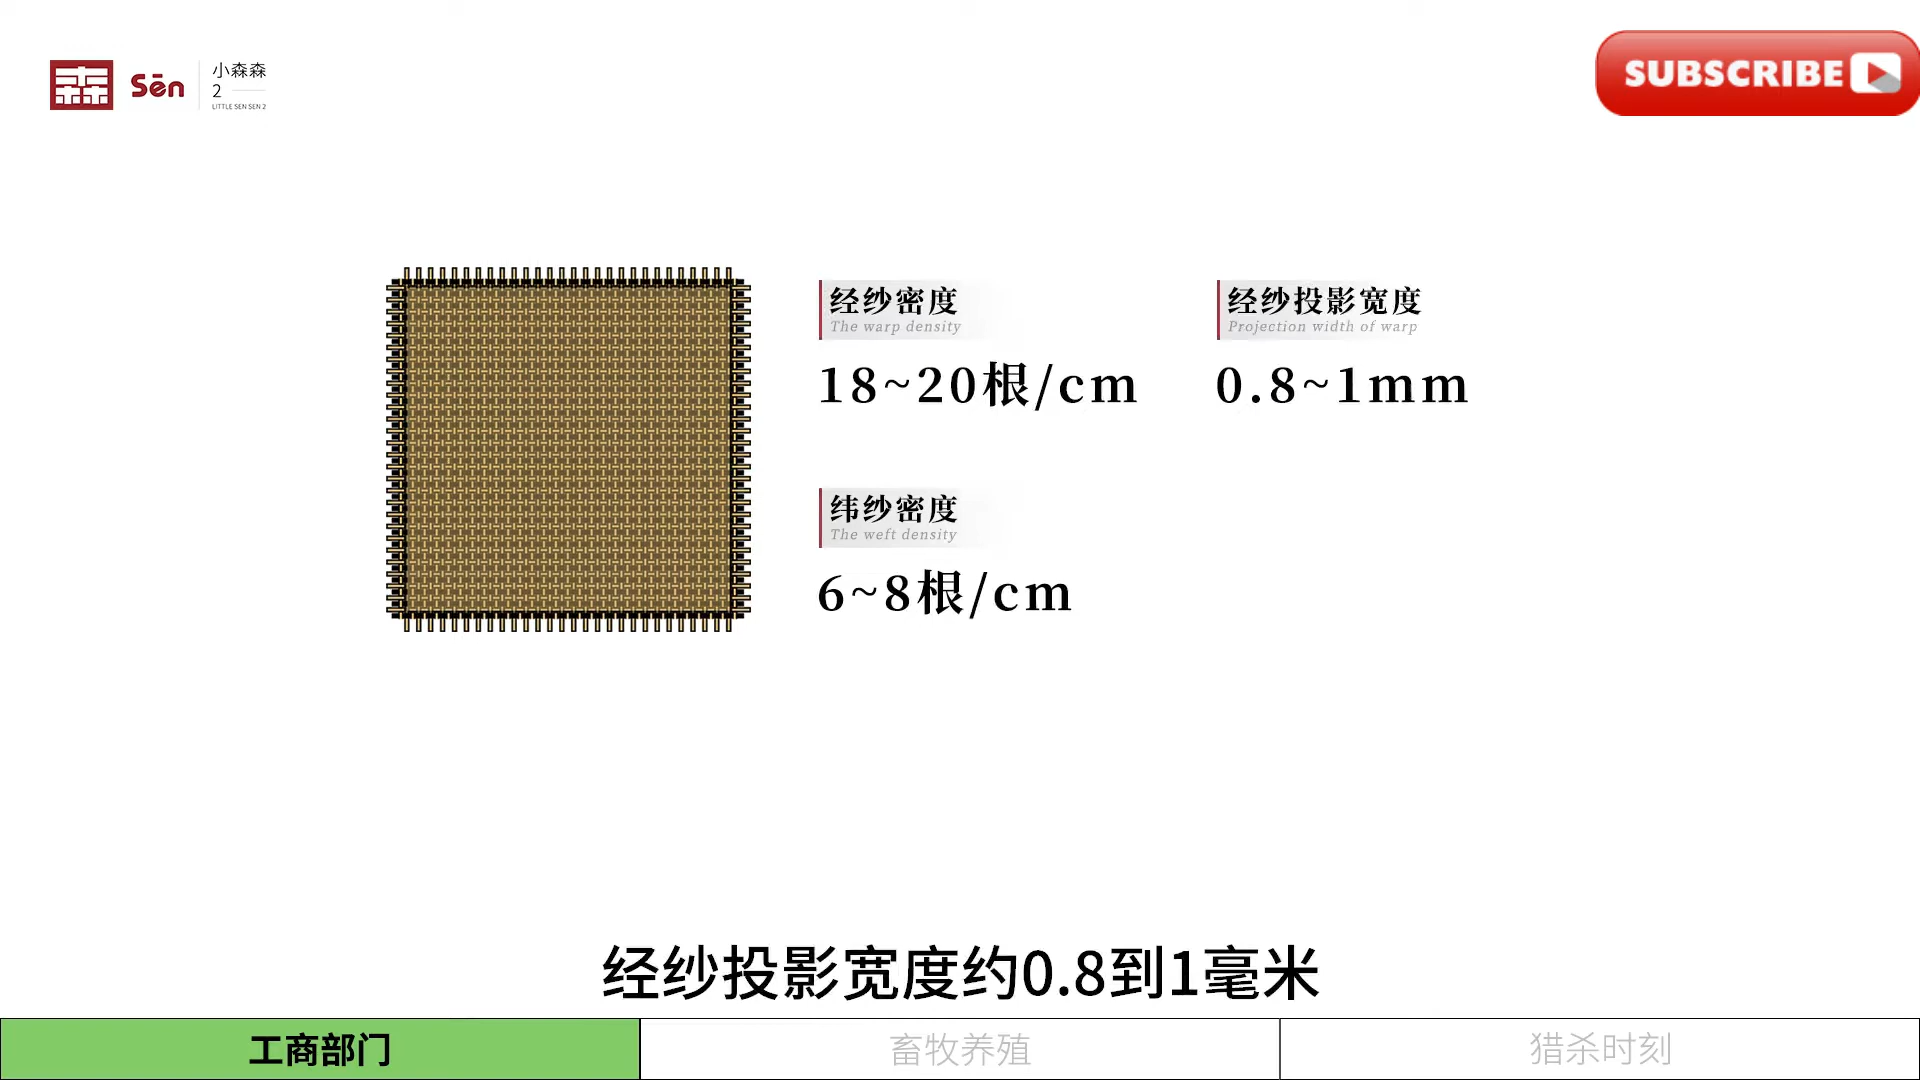 森 Sēn
小森森
2
LITTLE SEN SEN 2
SUBSCRIBE
经纱密度
The warp density
18~20根/cm
经纱投影宽度
Projection width of warp
0.8~1mm
纬纱密度
The weft density
6~8根/cm
经纱投影宽度约0.8到1毫米
工商部门
畜牧养殖
猎杀时刻